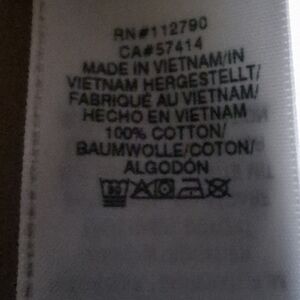 RN#112790
CA#57414
MADE IN VIETNAM/IN
VIETNAM HERGESTELLT/
FABRIQUÉ AU VIETNAM/
HECHO EN VIETNAM
100% COTTON/
BAUMWOLLE/COTON/
ALGODÓN